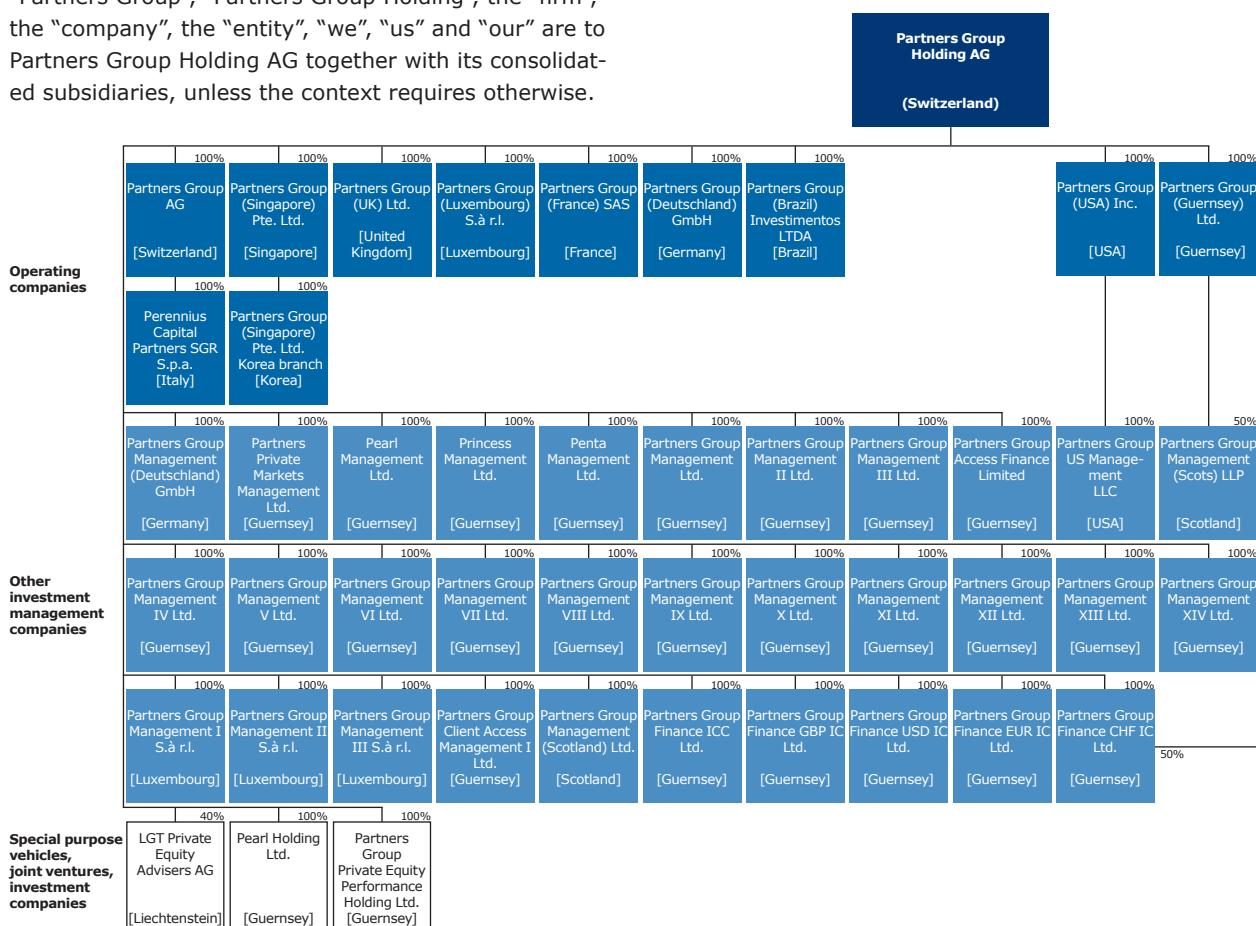 the “company”, the “entity”, “we”, “us” and “our” are to
Partners Group Holding AG together with its consolidat-
ed subsidiaries, unless the context requires otherwise.
Partners Group
Holding AG
(Switzerland)
Operating
companies
100%
Partners Group
AG
[Switzerland]
100%
Partners Group
(Singapore)
Pte. Ltd.
[Singapore]
100%
Partners Group
(UK) Ltd.
[United
Kingdom]
100%
Partners Group
(Luxembourg)
S.à r.l.
[Luxembourg]
100%
Partners Group
(France) SAS
[France]
100%
Partners Group
(Deutschland)
GmbH
[Germany]
100%
Partners Group
(Brazil)
Investimentos
LTDA
[Brazil]
100%
Partners Group
(USA) Inc.
[USA]
100%
Partners Group
(Guernsey)
Ltd.
[Guernsey]
100%
Perennius
Capital
Partners SGR
S.p.a.
[Italy]
100%
Partners Group
(Singapore)
Pte. Ltd.
Korea branch
[Korea]
Other
investment
management
companies
100%
Partners Group
Management
(Deutschland)
GmbH
[Germany]
100%
Partners
Private
Markets
Management
Ltd.
[Guernsey]
100%
Pearl
Management
Ltd.
[Guernsey]
100%
Princess
Management
Ltd.
[Guernsey]
100%
Penta
Management
Ltd.
[Guernsey]
100%
Partners Group
Management
Ltd.
[Guernsey]
100%
Partners Group
Management
II Ltd.
[Guernsey]
100%
Partners Group
Management
III Ltd.
[Guernsey]
100%
Partners Group
Access Finance
Limited
[Guernsey]
100%
Partners Group
US Manage-
ment
LLC
[USA]
50%
Partners Group
Management
(Scots) LLP
[Scotland]
100%
Partners Group
Management
IV Ltd.
[Guernsey]
100%
Partners Group
Management
V Ltd.
[Guernsey]
100%
Partners Group
Management
VI Ltd.
[Guernsey]
100%
Partners Group
Management
VII Ltd.
[Guernsey]
100%
Partners Group
Management
VIII Ltd.
[Guernsey]
100%
Partners Group
Management
IX Ltd.
[Guernsey]
100%
Partners Group
Management
X Ltd.
[Guernsey]
100%
Partners Group
Management
XI Ltd.
[Guernsey]
100%
Partners Group
Management
XII Ltd.
[Guernsey]
100%
Partners Group
Management
XIII Ltd.
[Guernsey]
100%
Partners Group
Management
XIV Ltd.
[Guernsey]
100%
Partners Group
Management I
S.à r.l.
[Luxembourg]
100%
Partners Group
Management II
S.à r.l.
[Luxembourg]
100%
Partners Group
Management
III S.à r.l.
[Luxembourg]
100%
Partners Group
Client Access
Management I
Ltd.
[Guernsey]
100%
Partners Group
Management
(Scotland) Ltd.
[Scotland]
100%
Partners Group
Finance ICC
Ltd.
[Guernsey]
100%
Partners Group
Finance GBP IC
Ltd.
[Guernsey]
100%
Partners Group
Finance USD IC
Ltd.
[Guernsey]
100%
Partners Group
Finance EUR IC
Ltd.
[Guernsey]
100%
Partners Group
Finance CHF IC
Ltd.
[Guernsey]
50%
Special purpose
vehicles,
joint ventures,
investment
companies
40%
LGT Private
Equity
Advisers AG
[Liechtenstein]
100%
Pearl Holding
Ltd.
[Guernsey]
100%
Partners
Group
Private Equity
Performance
Holding Ltd.
[Guernsey]